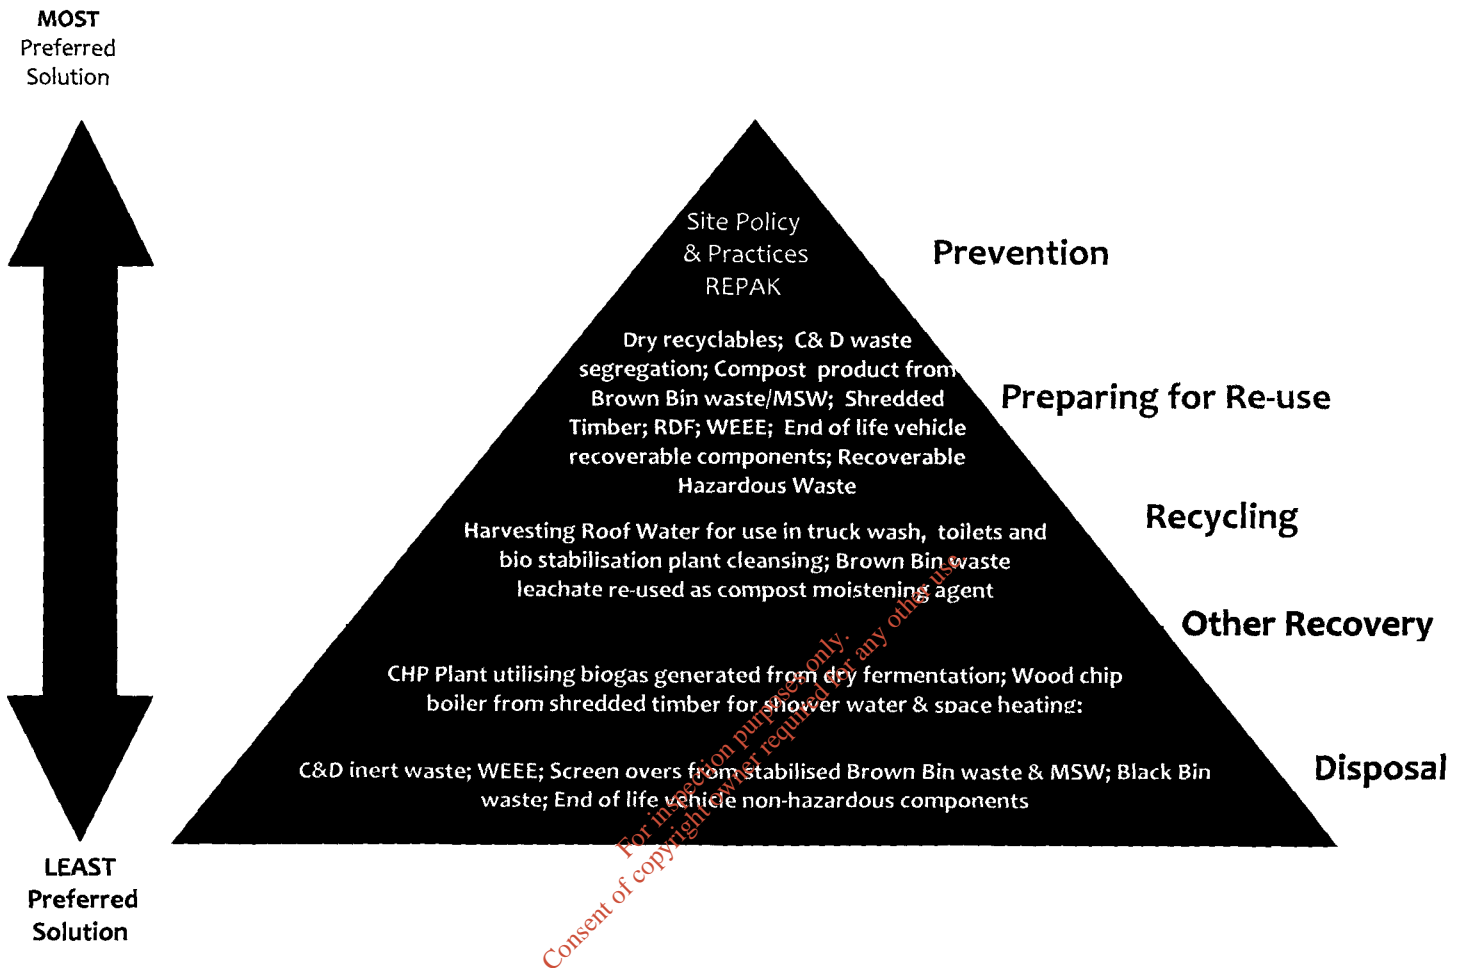 MOST
Preferred
Solution
Site Policy
& Practices
REPAK
Prevention
Dry recyclables; C& D waste
segregation; Compost product from
Brown Bin waste/MSW; Shredded
Timber; RDF; WEEE; End of life vehicle
recoverable components; Recoverable
Hazardous Waste
Preparing for Re-use
Harvesting Roof Water for use in truck wash, toilets and
bio stabilisation plant cleansing; Brown Bin waste
leachate re-used as compost moistening agent
Recycling
CHP Plant utilising biogas generated from dry fermentation; Wood chip
boiler from shredded timber for shower water & space heating:
Other Recovery
C&D inert waste; WEEE; Screen overs from stabilised Brown Bin waste & MSW; Black Bin
waste; End of life vehicle non-hazardous components
Disposal
LEAST
Preferred
Solution
For inspection purposes only.
Consent of copyright owner required for any other use.